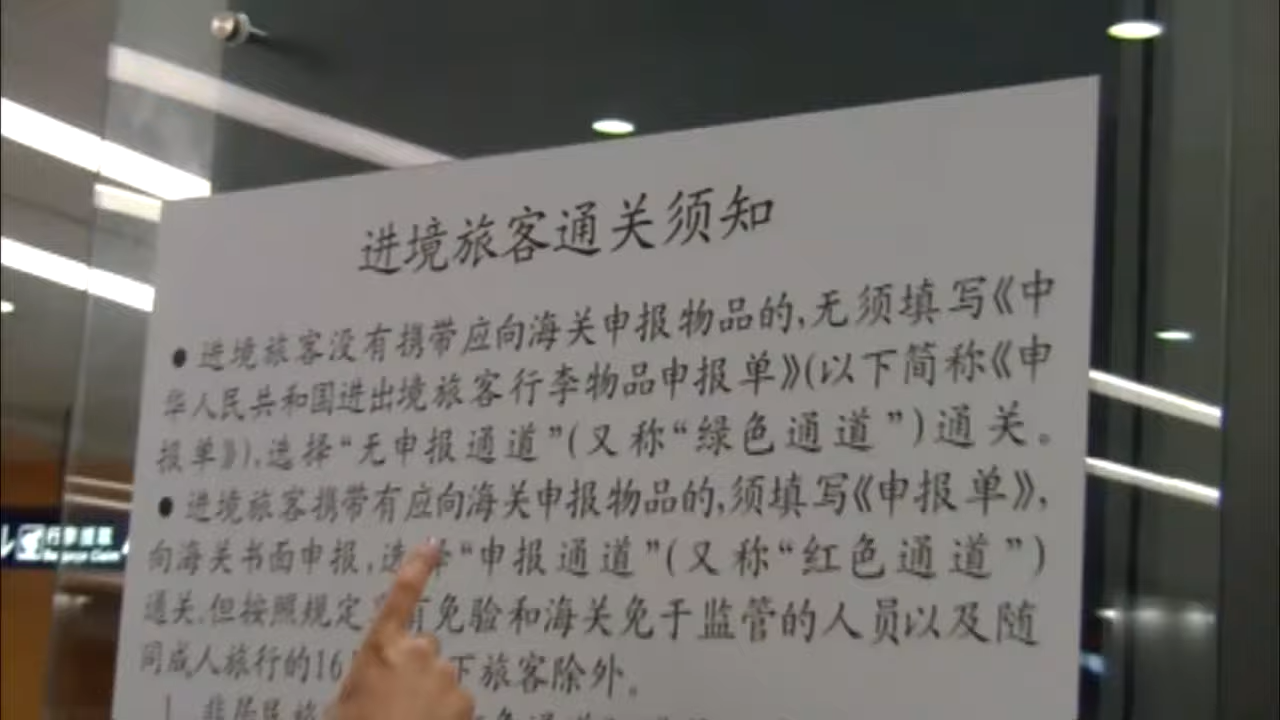 进境旅客通关须知
● 进境旅客没有携带应向海关申报物品的,无须填写《中
华人民共和国进出境旅客行李物品申报单》(以下简称《申
报单》),选择“无申报通道”(又称“绿色通道”)通关。
● 进境旅客携带有应向海关申报物品的,须填写《申报单》,
向海关书面申报,选择“申报通道”(又称“红色通道”)
通关.但按照规定 免验和海关免于监管的人员以及随
同成人旅行的16 下旅客除外。
行李提取